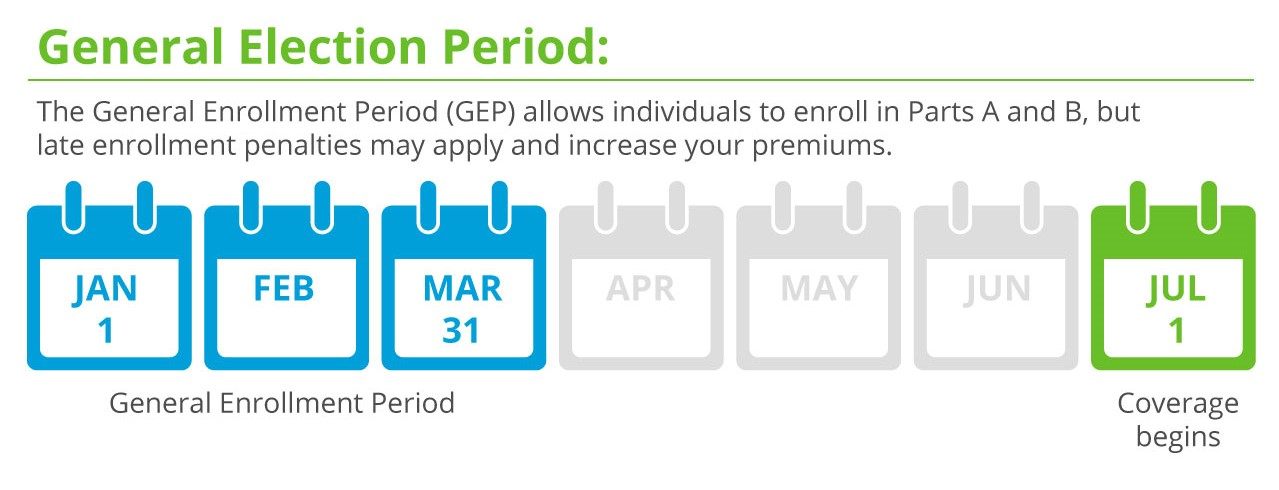 General Election Period:
The General Enrollment Period (GEP) allows individuals to enroll in Parts A and B, but
late enrollment penalties may apply and increase your premiums.
JAN
1
FEB
MAR
31
APR
MAY
JUN
JUL
1
General Enrollment Period
Coverage
begins